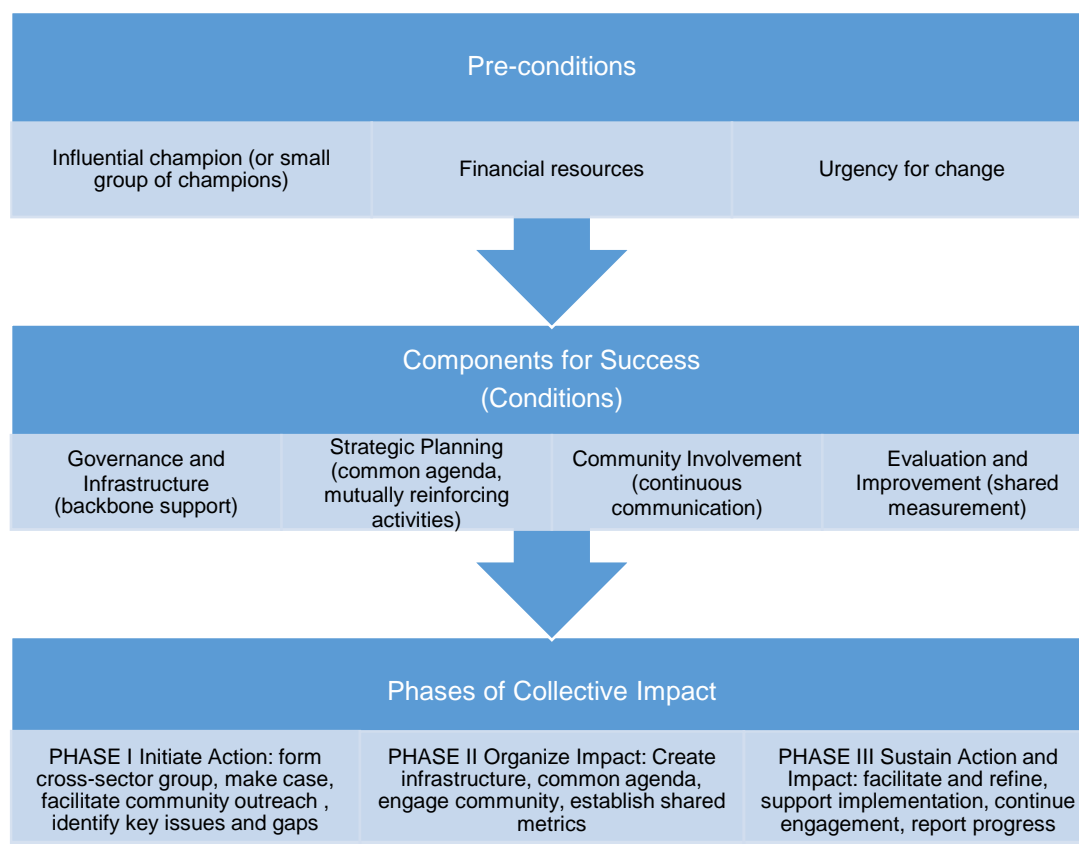 Pre-conditions
Influential champion (or small
group of champions)
Financial resources
Urgency for change
Components for Success
(Conditions)
Governance and
Infrastructure
(backbone support)
Strategic Planning
(common agenda,
mutually reinforcing
activities)
Community Involvement
(continuous
communication)
Evaluation and
Improvement (shared
measurement)
Phases of Collective Impact
PHASE I Initiate Action: form
cross-sector group, make case,
facilitate community outreach ,
identify key issues and gaps
PHASE II Organize Impact: Create
infrastructure, common agenda,
engage community, establish shared
metrics
PHASE III Sustain Action and
Impact: facilitate and refine,
support implementation, continue
engagement, report progress